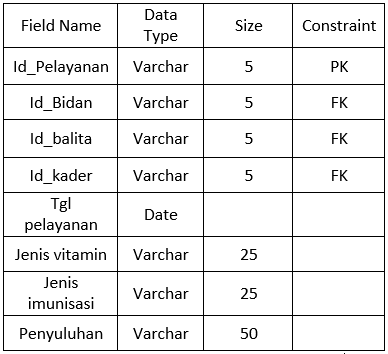 Field Name Data Type Size Constraint
Id_Pelayanan Varchar 5 PK
Id_Bidan Varchar 5 FK
Id_balita Varchar 5 FK
Id_kader Varchar 5 FK
Tgl pelayanan Date
Jenis vitamin Varchar 25
Jenis imunisasi Varchar 25
Penyuluhan Varchar 50